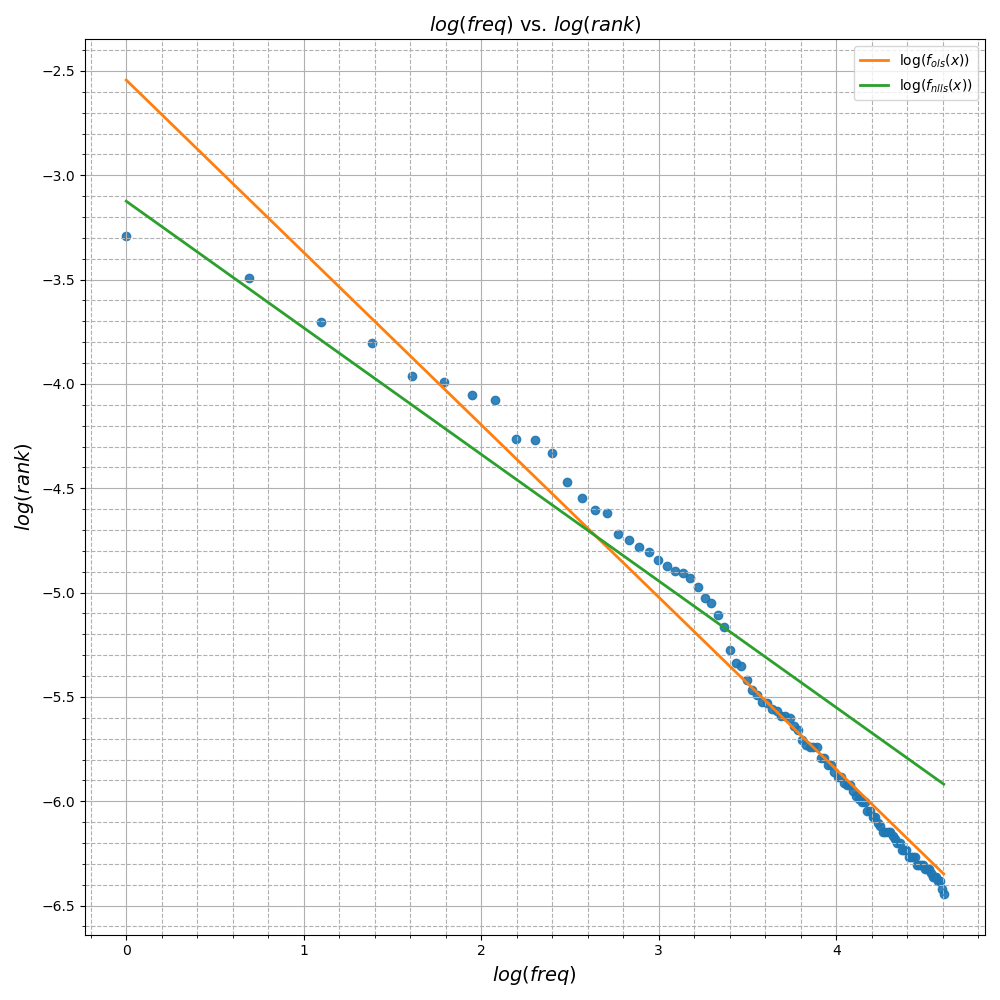 log(freq) vs. log(rank)
log(f_ols(x))
log(f_nlls(x))
−2.5
−3.0
−3.5
−4.0
−4.5
−5.0
−5.5
−6.0
−6.5
log(rank)
0 1 2 3 4
log(freq)